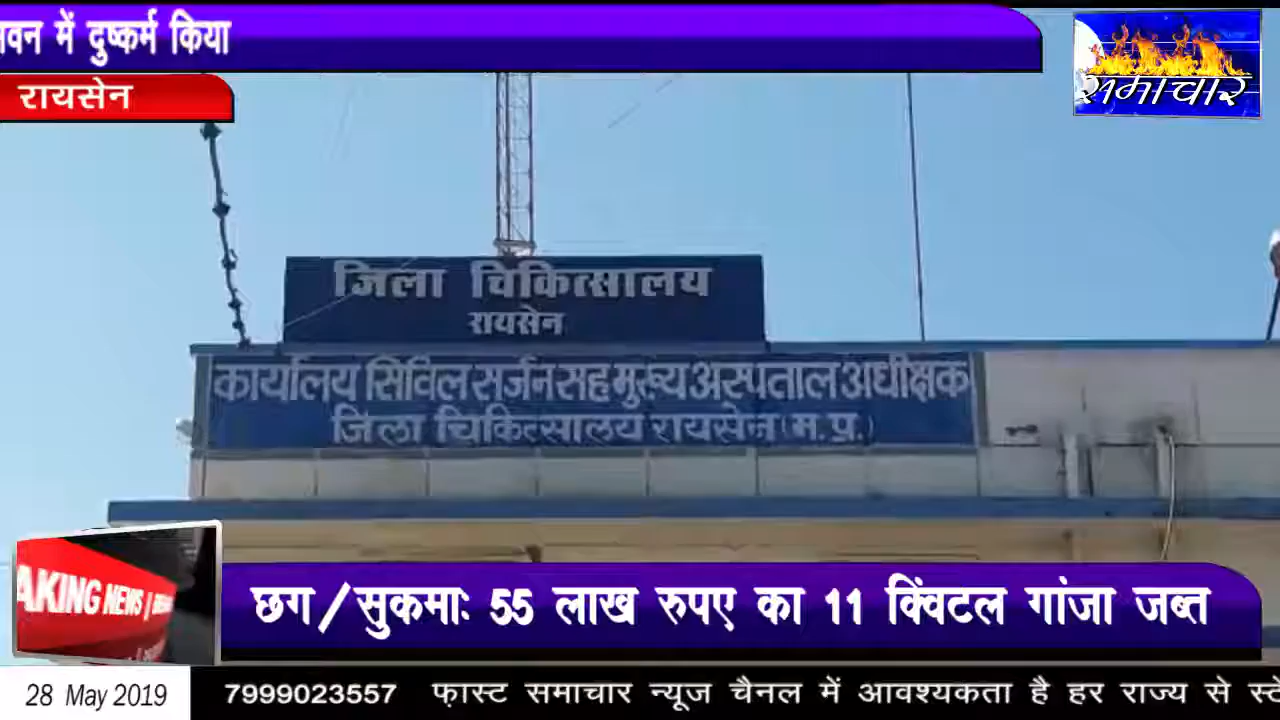 में दुष्कर्म किया
रायसेन
समाचार
जिला चिकित्सालय
रायसेन
कार्यालय सिविल सर्जन सह मुख्य अस्पताल अधीक्षक
जिला चिकित्सालय रायसेन (म.प्र.)
AKING NEWS
छग/सुकमाः 55 लाख रुपए का 11 क्विंटल गांजा जब्त
28 May 2019
7999023557 फ़ास्ट समाचार न्यूज चैनल में आवश्यकता है हर राज्य से